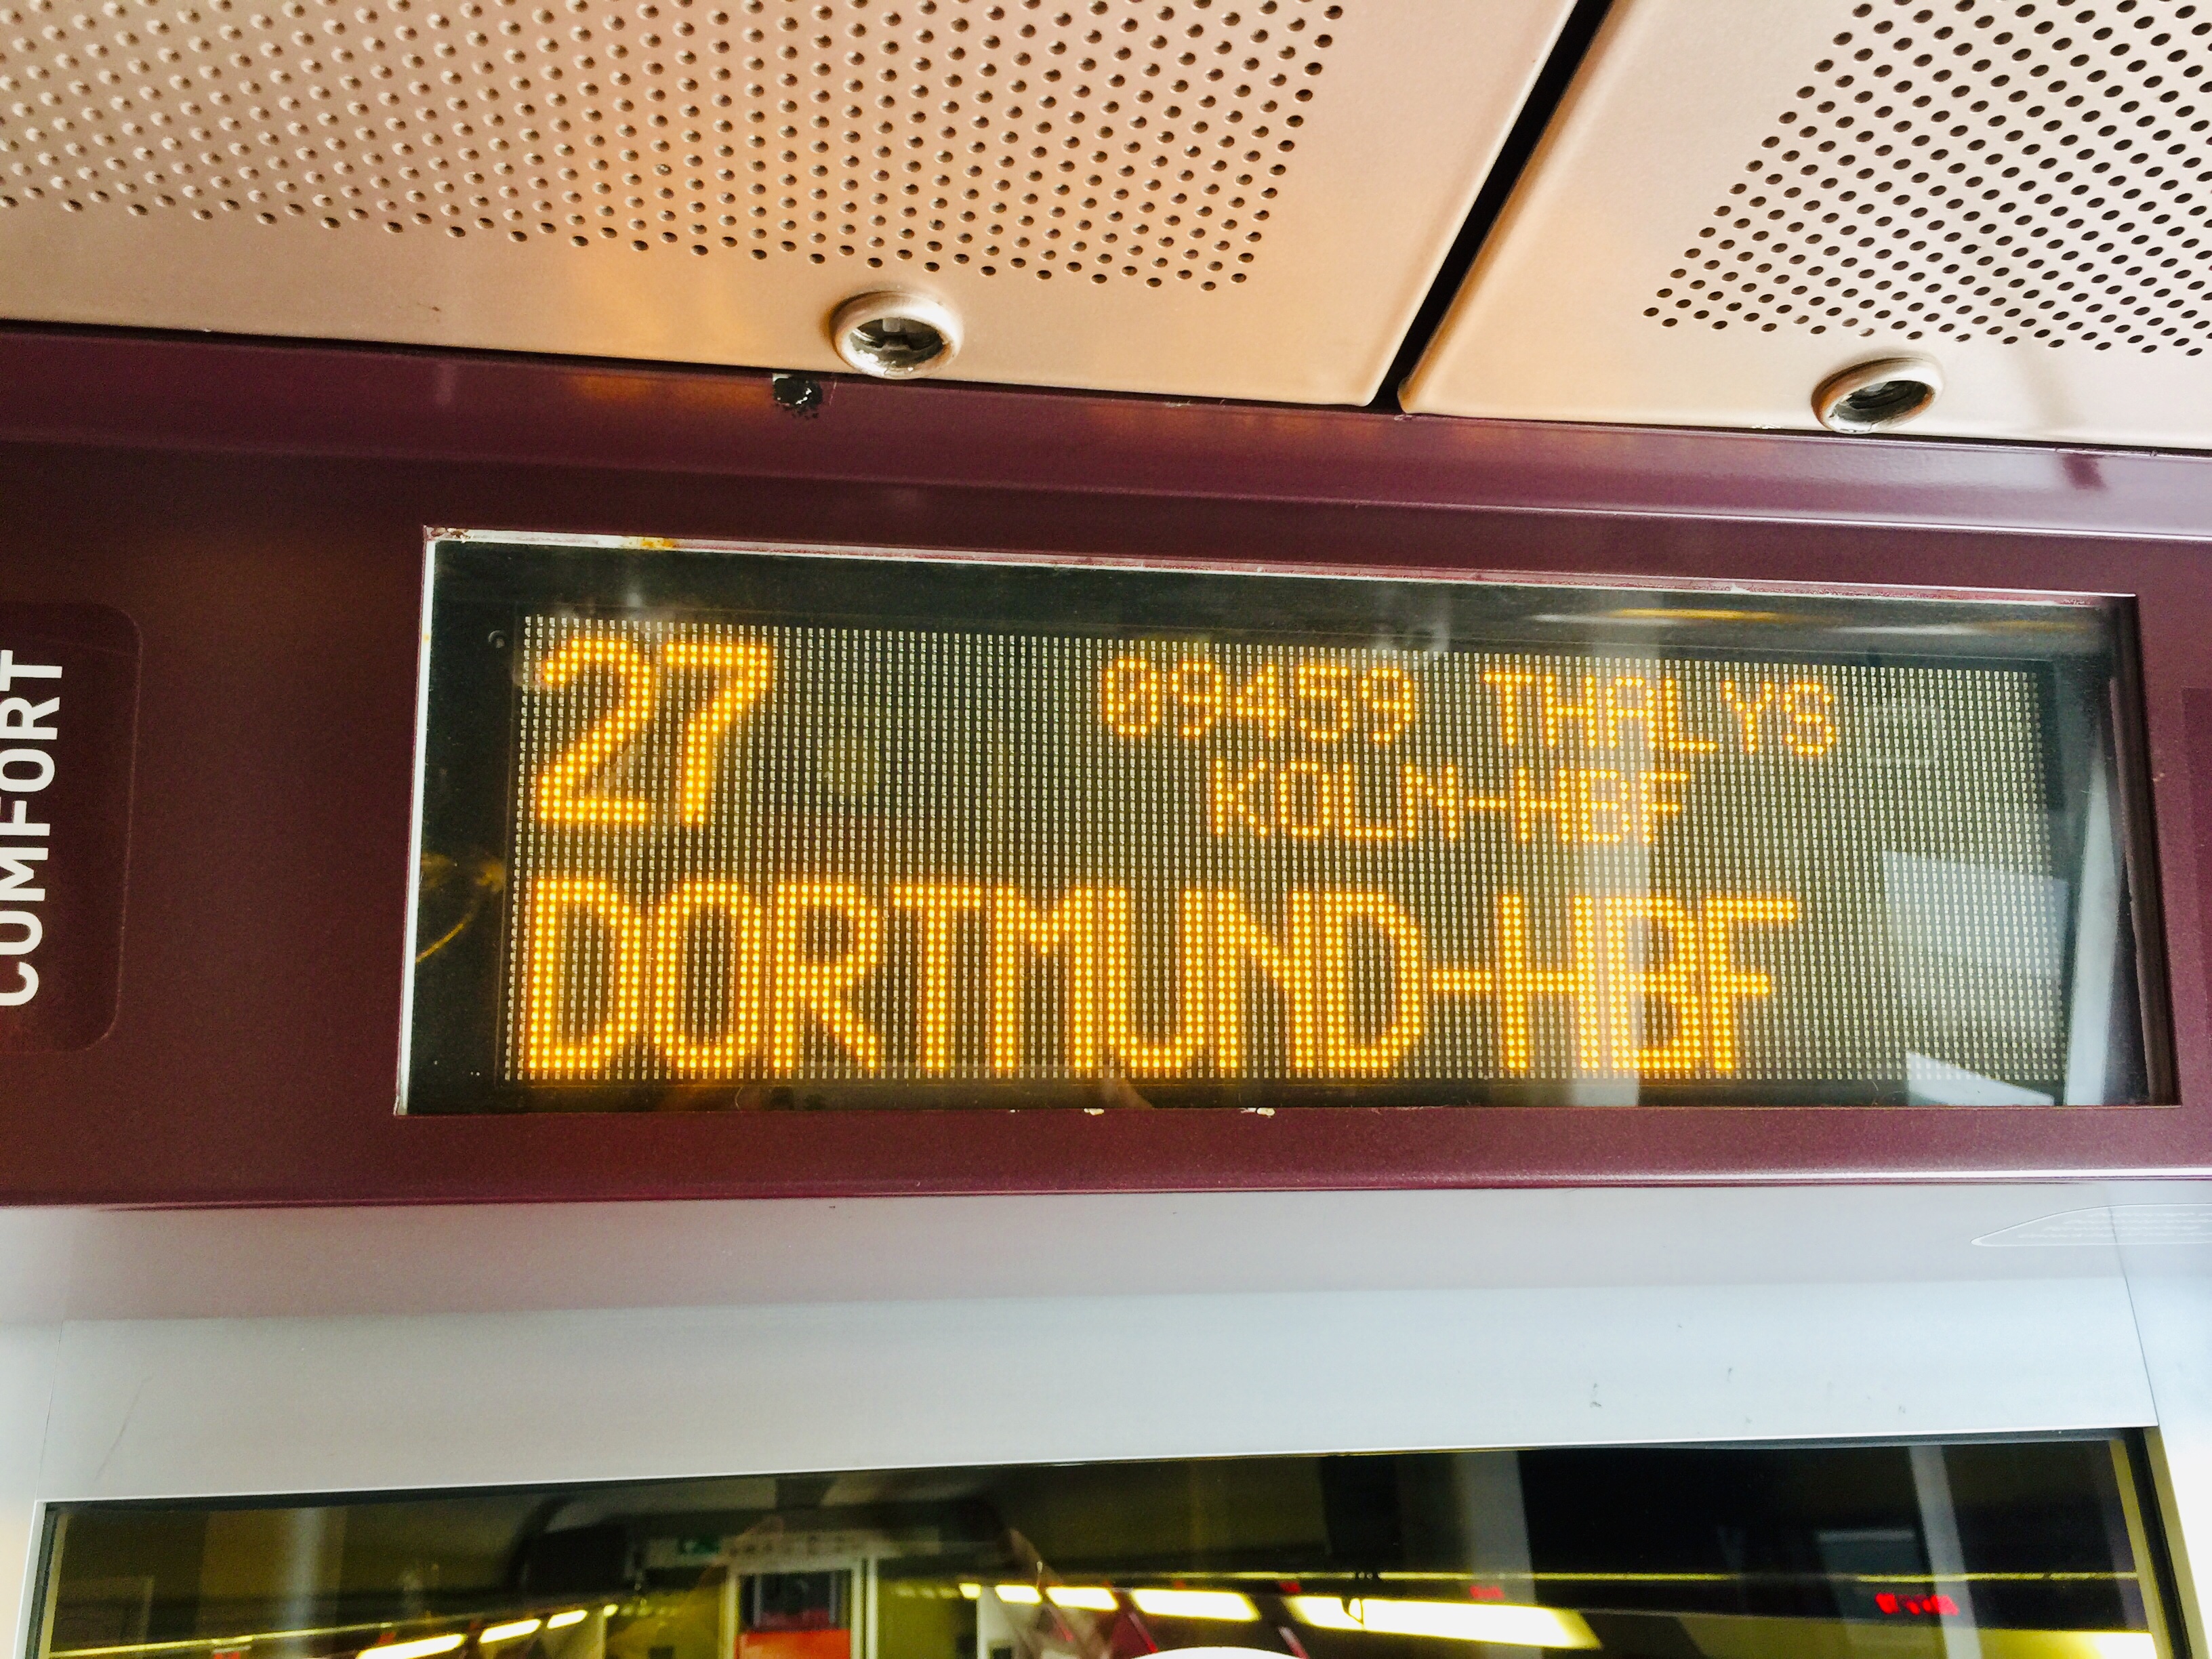 COMFORT
27 09459 THALYS
KOLN-HBF
DORTMUND-HBF